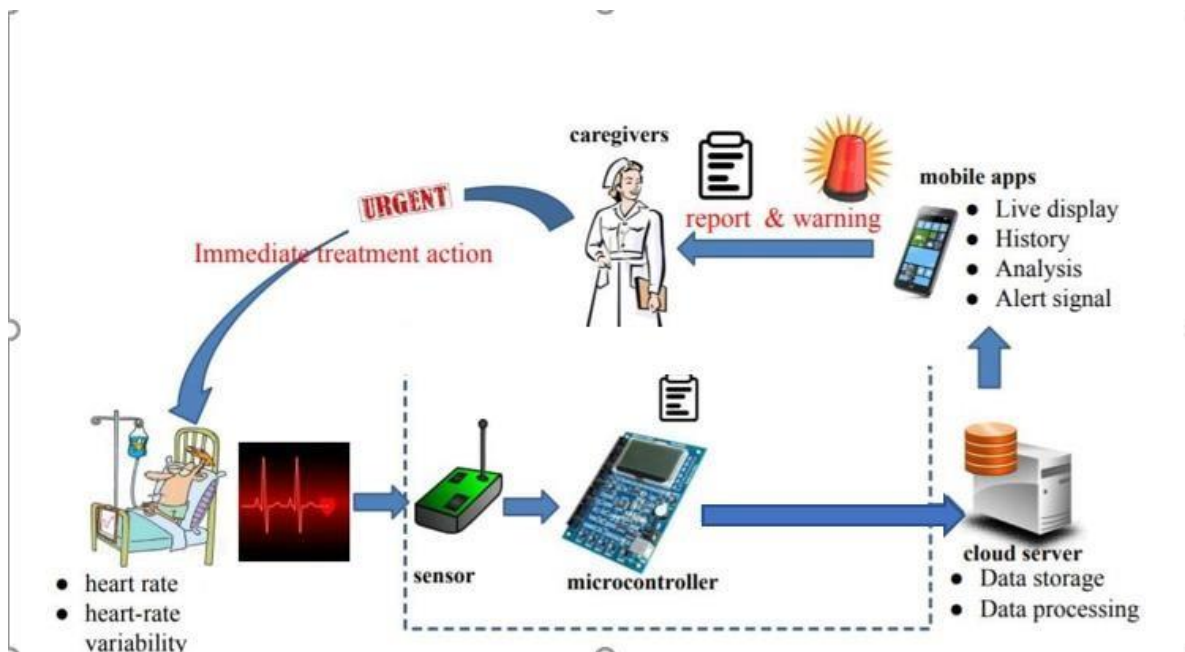 caregivers
URGENT
mobile apps
● Live display
● History
● Analysis
● Alert signal
report & warning
Immediate treatment action
sensor
microcontroller
cloud server
● Data storage
● Data processing
● heart rate
● heart-rate
variability